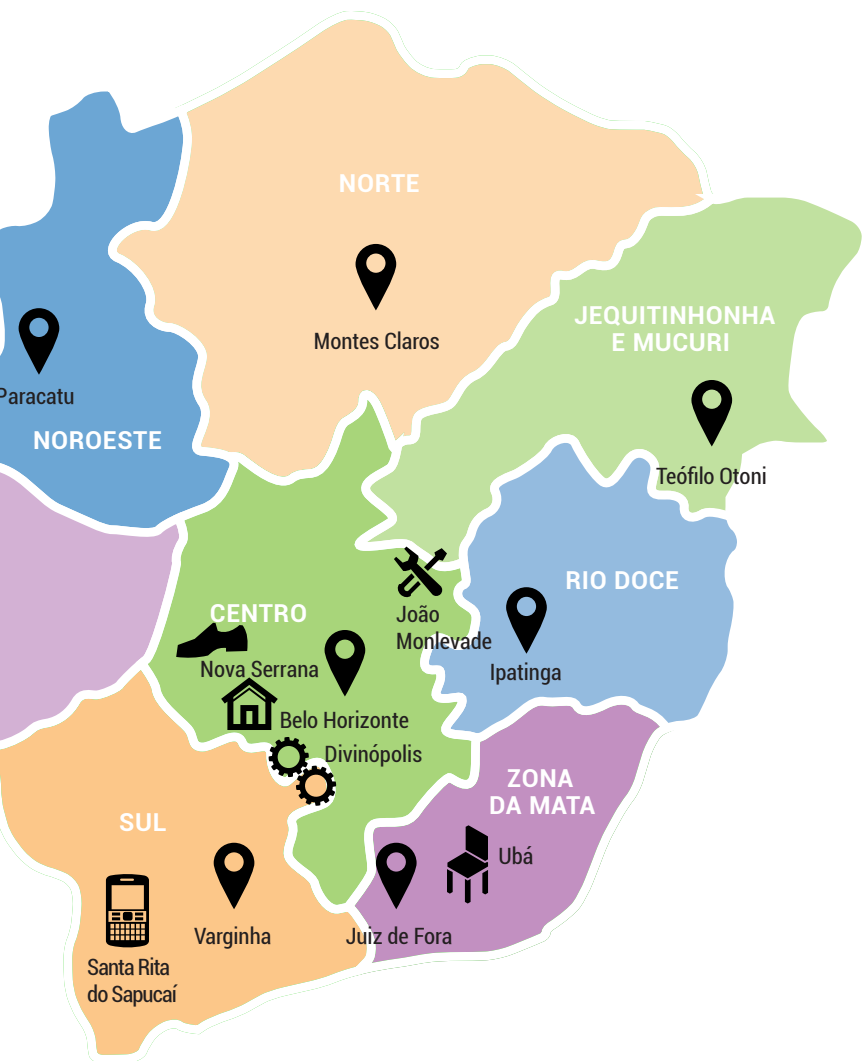 NORTE
Montes Claros
JEQUITINHONHA
E MUCURI
Teófilo Otoni
Paracatu
NOROESTE
RIO DOCE
Ipatinga
CENTRO
João
Monlevade
Nova Serrana
Belo Horizonte
Divinópolis
ZONA
DA MATA
Ubá
Juiz de Fora
SUL
Varginha
Santa Rita
do Sapucaí